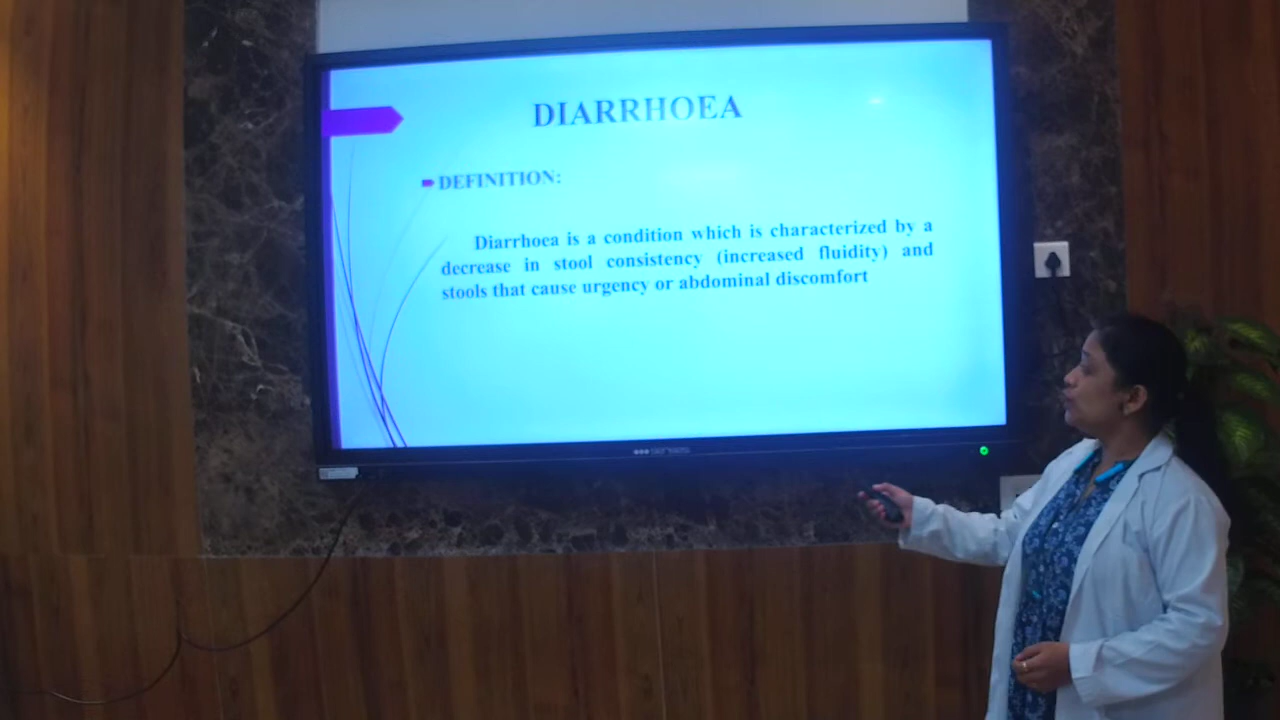 DIARRHOEA
DEFINITION:
Diarrhoea is a condition which is characterized by a
decrease in stool consistency (increased fluidity) and
stools that cause urgency or abdominal discomfort